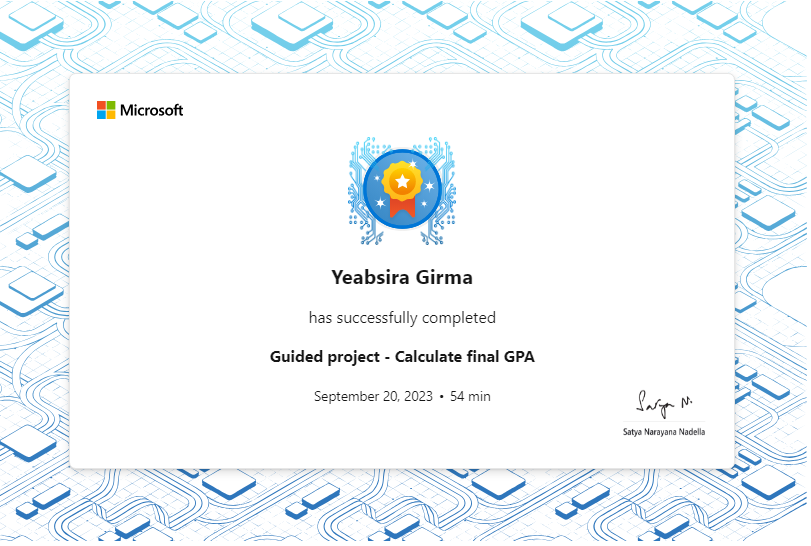 Microsoft
Yeabsira Girma
has successfully completed
Guided project - Calculate final GPA
September 20, 2023 • 54 min
Satya N.
Satya Narayana Nadella